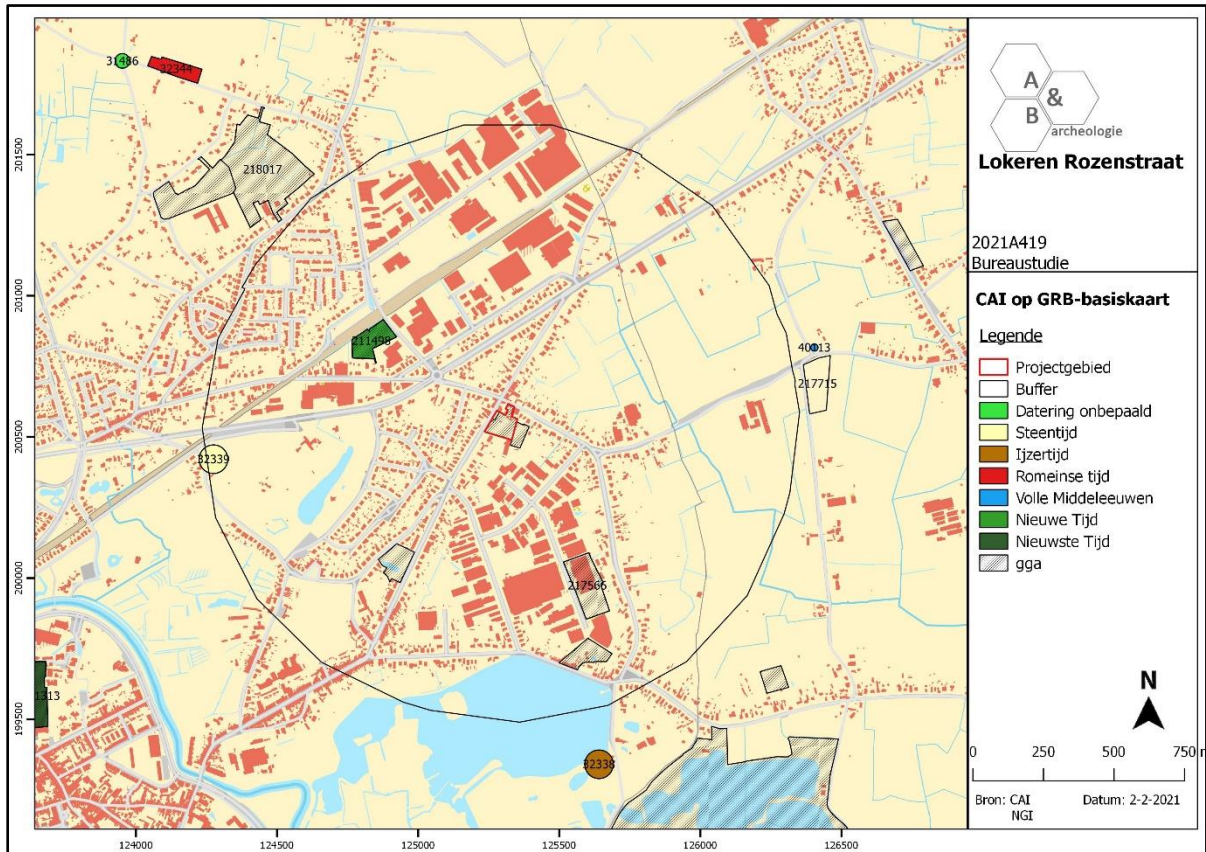 31486
32344
218017
211498
40113
217715
32339
217566
1313
32338
201500
201000
200500
200000
199500
124000
124500
125000
125500
126000
126500
A
&
B
archeologie
Lokeren Rozenstraat
2021A419
Bureaustudie
CAI op GRB-basiskaart
Legende
Projectgebied
Buffer
Datering onbepaald
Steentijd
Ijzertijd
Romeinse tijd
Volle Middeleeuwen
Nieuwe Tijd
Nieuwste Tijd
gga
N
0 250 500 750 m
Bron: CAI Datum: 2-2-2021
NGI